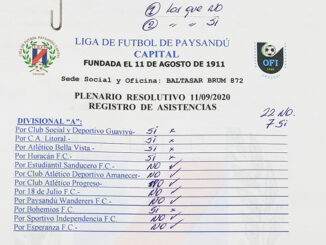 ① Los que NO
② " " SI
LIGA DE FUTBOL DE PAYSANDÚ
CAPITAL
FUNDADA EL 11 DE AGOSTO DE 1911
OFI
Sede Social y Oficina: BALTASAR BRUM 872
PLENARIO RESOLUTIVO 11/09/2020
REGISTRO DE ASISTENCIAS
22 NO.
7 SI
DIVISIONAL "A":
Por Club Social y Deportivo Guaviyú.- SI x
Por C.A. Litoral.- SI x
Por Atlético Bella Vista.- SI x
Por Huracán F.C.- SI x
Por Estudiantil Sanducero F.C.- NO ✓
Por Club Atlético Deportivo Amanecer- NO ✓
Por Club Atlético Progreso- NO ✓
Por 18 de Julio F.C.- NO ✓
Por Paysandú Wanderers F.C.- NO ✓
Por Bohemios F.C.- SI x
Por Sportivo Independencia F.C.- NO ✓
Por Esperanza F.C.- NO ✓